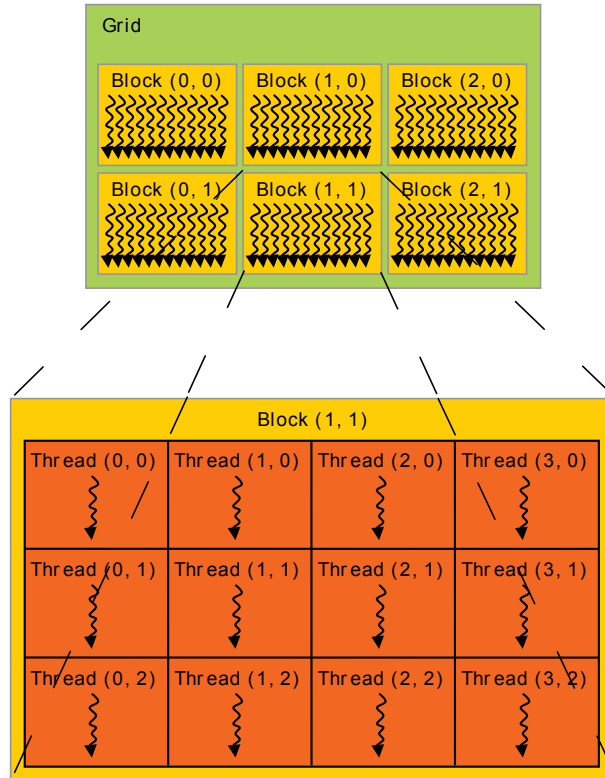 Grid
Block (0, 0) Block (1, 0) Block (2, 0)
Block (0, 1) Block (1, 1) Block (2, 1)
Block (1, 1)
Thread (0, 0) Thread (1, 0) Thread (2, 0) Thread (3, 0)
Thread (0, 1) Thread (1, 1) Thread (2, 1) Thread (3, 1)
Thread (0, 2) Thread (1, 2) Thread (2, 2) Thread (3, 2)